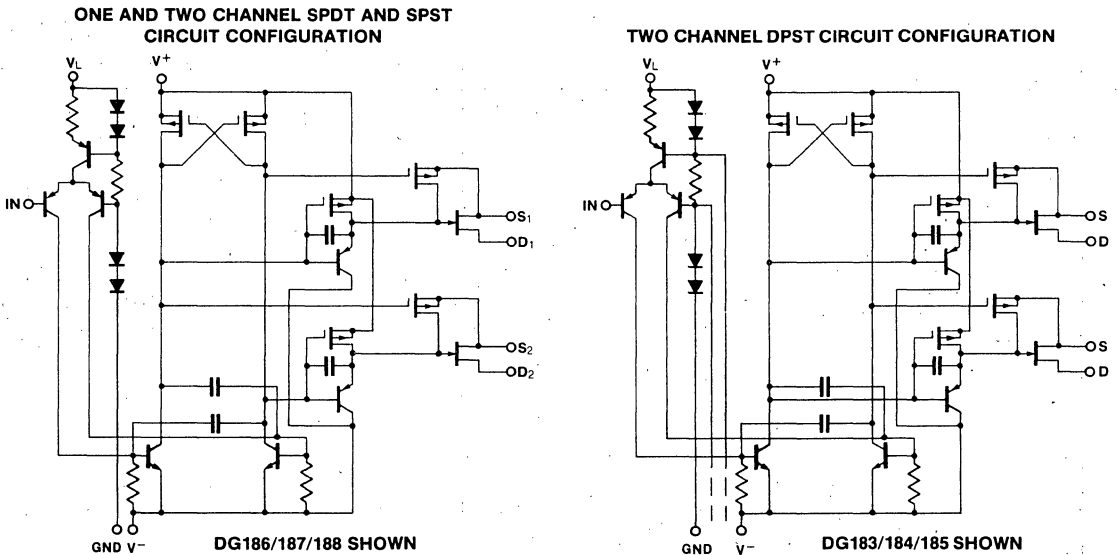 ONE AND TWO CHANNEL SPDT AND SPST
CIRCUIT CONFIGURATION
VL
V+
IN
S1
D1
S2
D2
GND V−
DG186/187/188 SHOWN
TWO CHANNEL DPST CIRCUIT CONFIGURATION
VL
V+
IN
S
D
S
D
GND V−
DG183/184/185 SHOWN